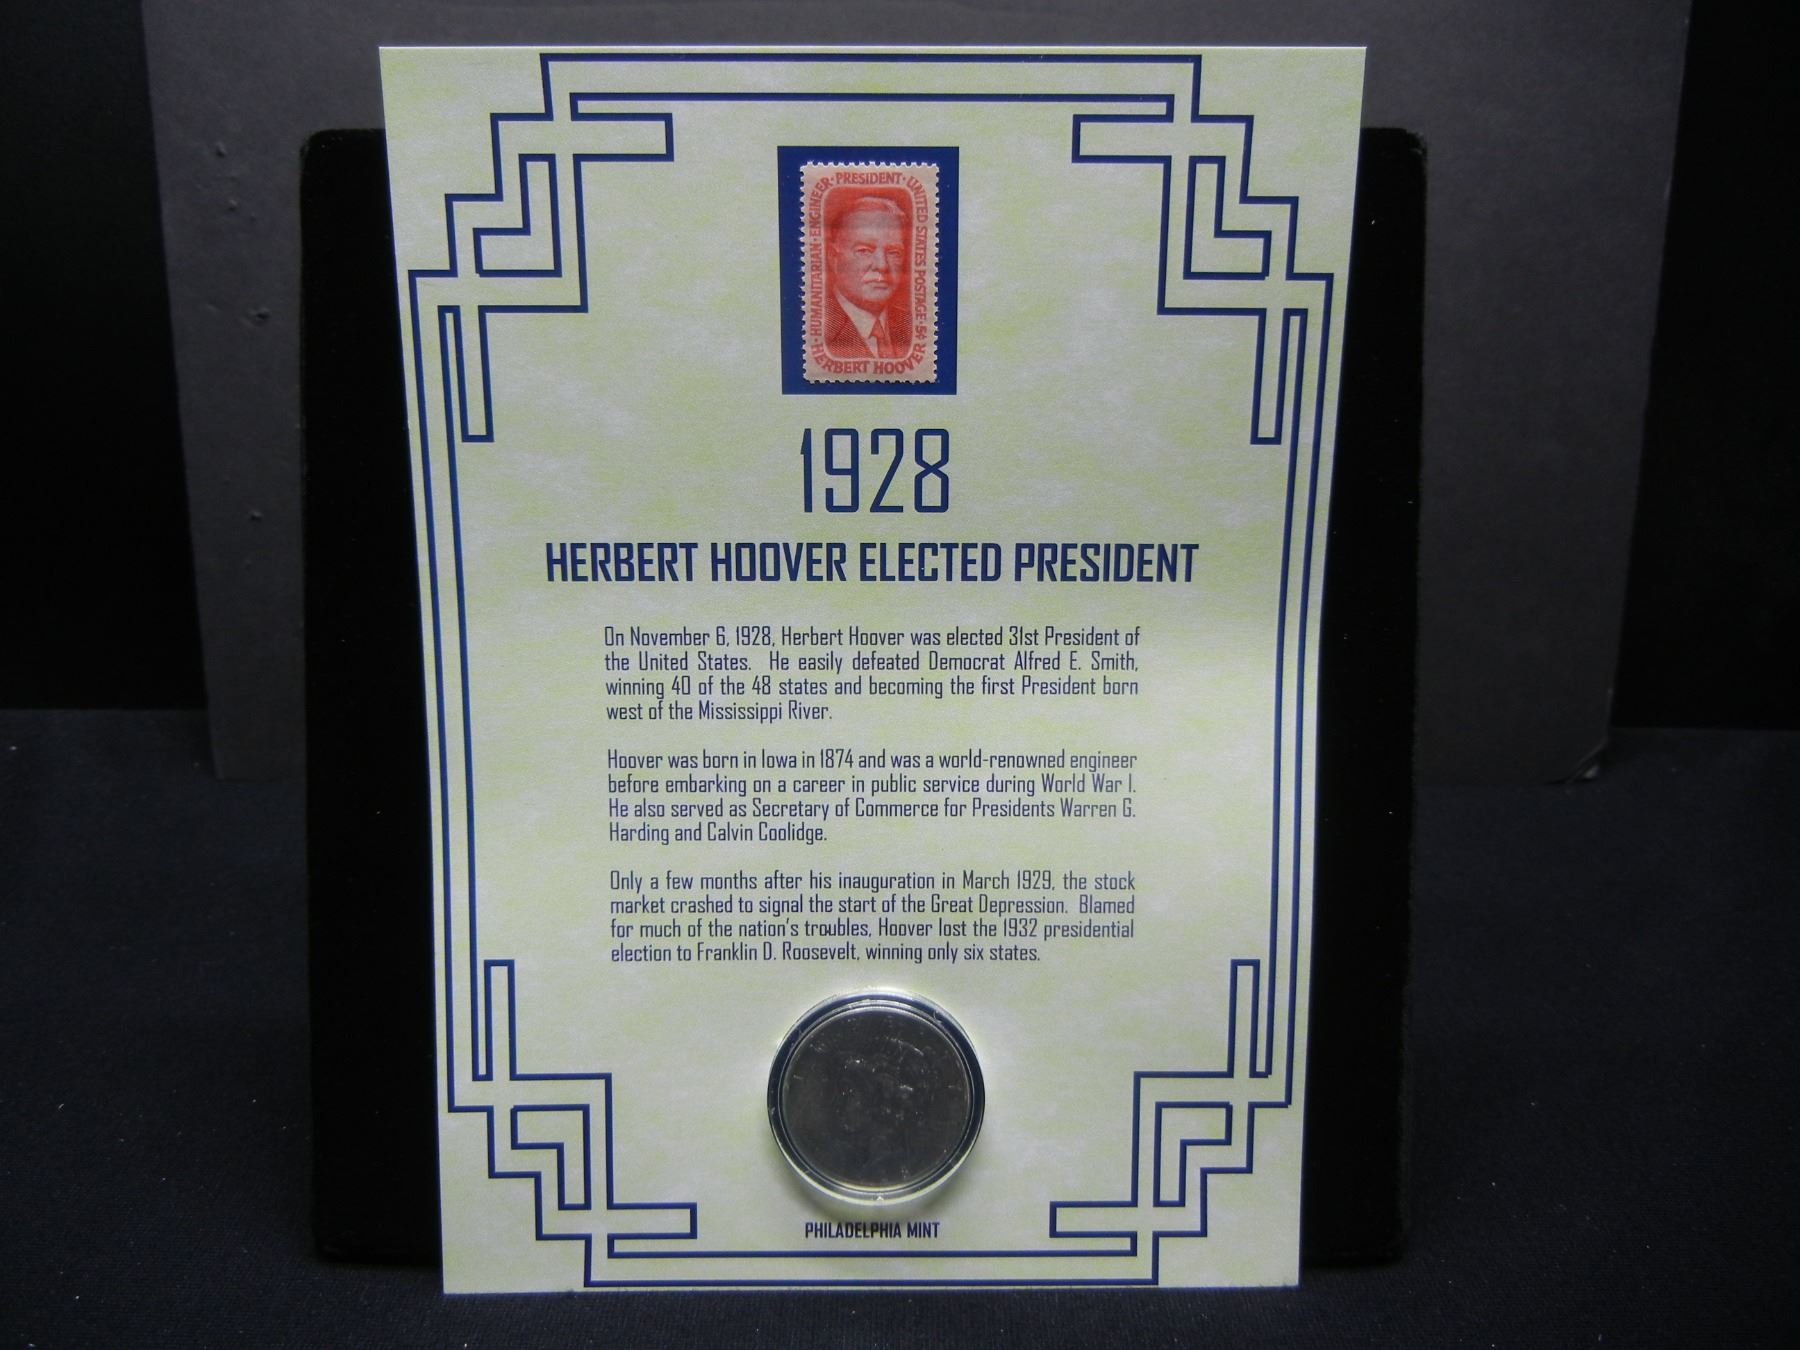 HUMANITARIAN · ENGINEER · PRESIDENT · UNITED STATES POSTAGE · 5¢
· HERBERT HOOVER
1928
HERBERT HOOVER ELECTED PRESIDENT
On November 6, 1928, Herbert Hoover was elected 31st President of
the United States. He easily defeated Democrat Alfred E. Smith,
winning 40 of the 48 states and becoming the first President born
west of the Mississippi River.
Hoover was born in Iowa in 1874 and was a world-renowned engineer
before embarking on a career in public service during World War I.
He also served as Secretary of Commerce for Presidents Warren G.
Harding and Calvin Coolidge.
Only a few months after his inauguration in March 1929, the stock
market crashed to signal the start of the Great Depression. Blamed
for much of the nation's troubles, Hoover lost the 1932 presidential
election to Franklin D. Roosevelt, winning only six states.
PHILADELPHIA MINT